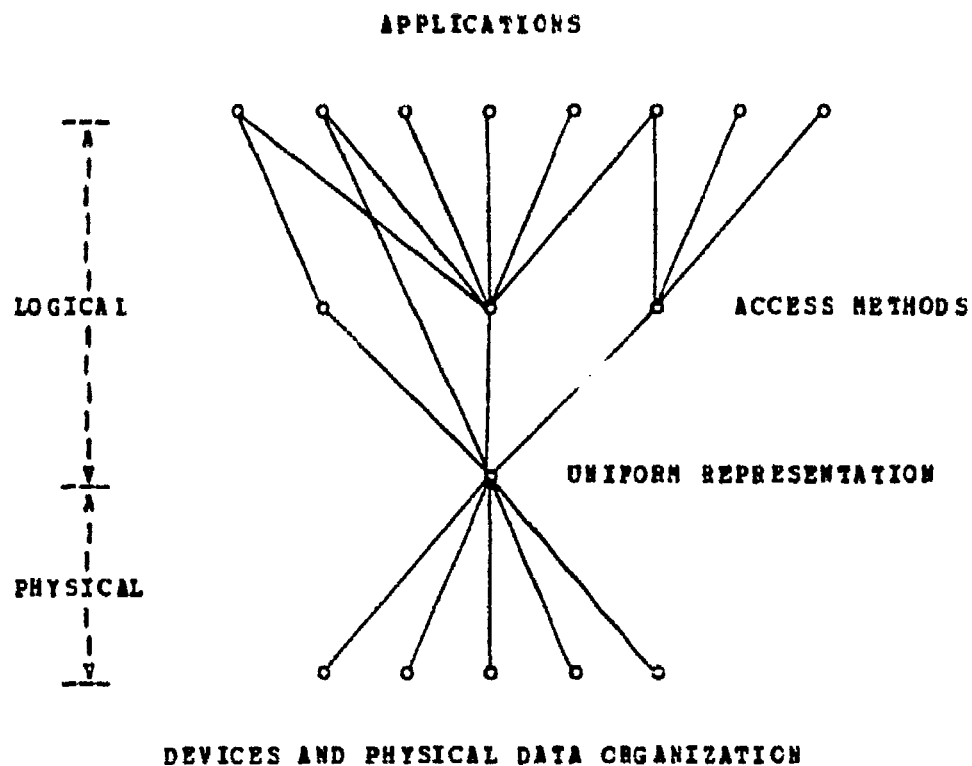 APPLICATIONS
LOGICAL
ACCESS METHODS
UNIFORM REPRESENTATION
PHYSICAL
DEVICES AND PHYSICAL DATA ORGANIZATION